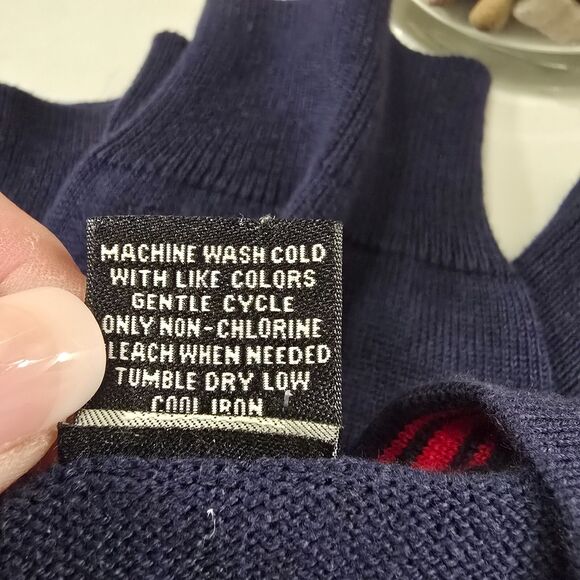 MACHINE WASH COLD
WITH LIKE COLORS
GENTLE CYCLE
ONLY NON-CHLORINE
LEACH WHEN NEEDED
TUMBLE DRY LOW
COOL IRON